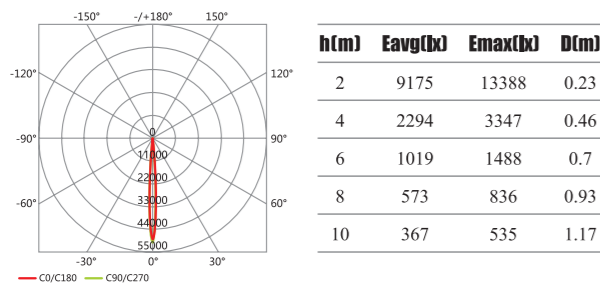 -150° -/+180° 150°
-120° 120°
-90° 90°
-60° 60°
-30° 0° 30°
0
11000
22000
33000
44000
55000
C0/C180 C90/C270
h(m) Eavg(lx) Emax(lx) D(m)
2 9175 13388 0.23
4 2294 3347 0.46
6 1019 1488 0.7
8 573 836 0.93
10 367 535 1.17